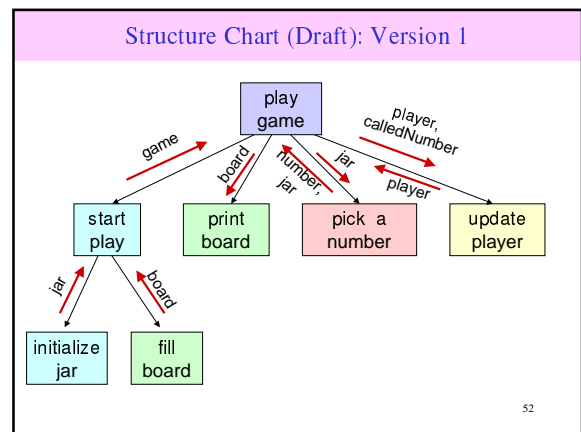 Structure Chart (Draft): Version 1
play
game
game
board
number,
jar
jar
player,
calledNumber
player
start
play
print
board
pick a
number
update
player
jar
board
initialize
jar
fill
board
52